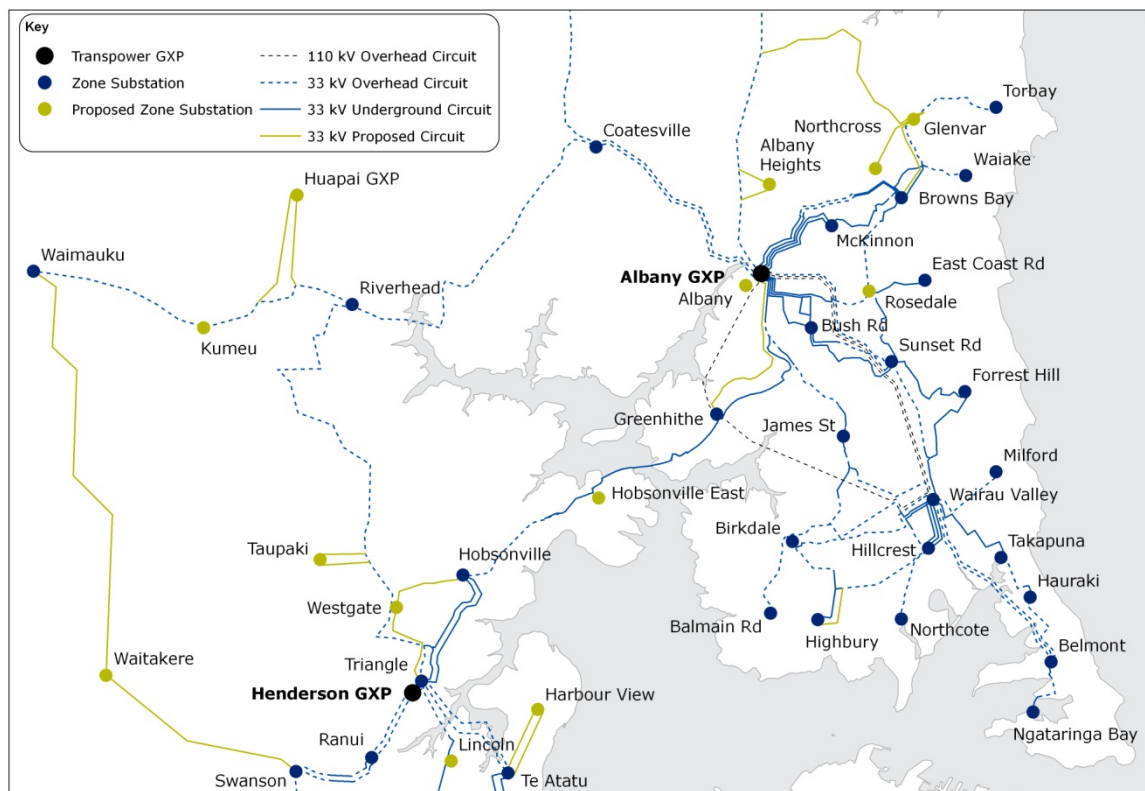 Key
Transpower GXP
Zone Substation
Proposed Zone Substation
110 kV Overhead Circuit
33 kV Overhead Circuit
33 kV Underground Circuit
33 kV Proposed Circuit
Torbay
Coatesville
Northcross
Glenvar
Albany
Heights
Waiake
Huapai GXP
Browns Bay
McKinnon
Waimauku
East Coast Rd
Albany GXP
Riverhead
Albany
Rosedale
Kumeu
Bush Rd
Sunset Rd
Forrest Hill
Greenhithe
James St
Milford
Hobsonville East
Wairau Valley
Birkdale
Taupaki
Hobsonville
Hillcrest
Takapuna
Hauraki
Westgate
Balmain Rd
Highbury
Northcote
Belmont
Waitakere
Triangle
Henderson GXP
Harbour View
Ngataringa Bay
Ranui
Lincoln
Swanson
Te Atatu